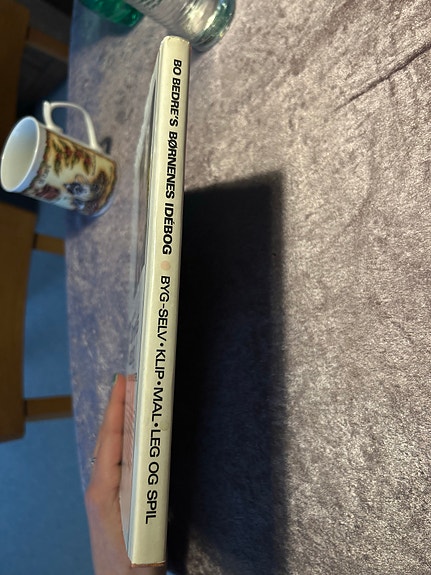 BO BEDRE'S BØRNENES IDÉBOG • BYG-SELV • KLIP • MAL • LEG OG SPIL